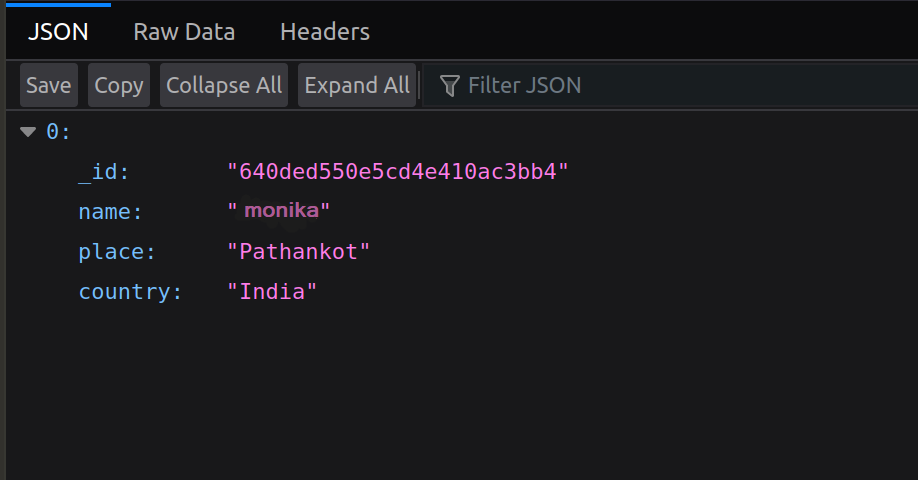 JSON Raw Data Headers
Save Copy Collapse All Expand All Filter JSON
0:
_id: "640ded550e5cd4e410ac3bb4"
name: "monika"
place: "Pathankot"
country: "India"